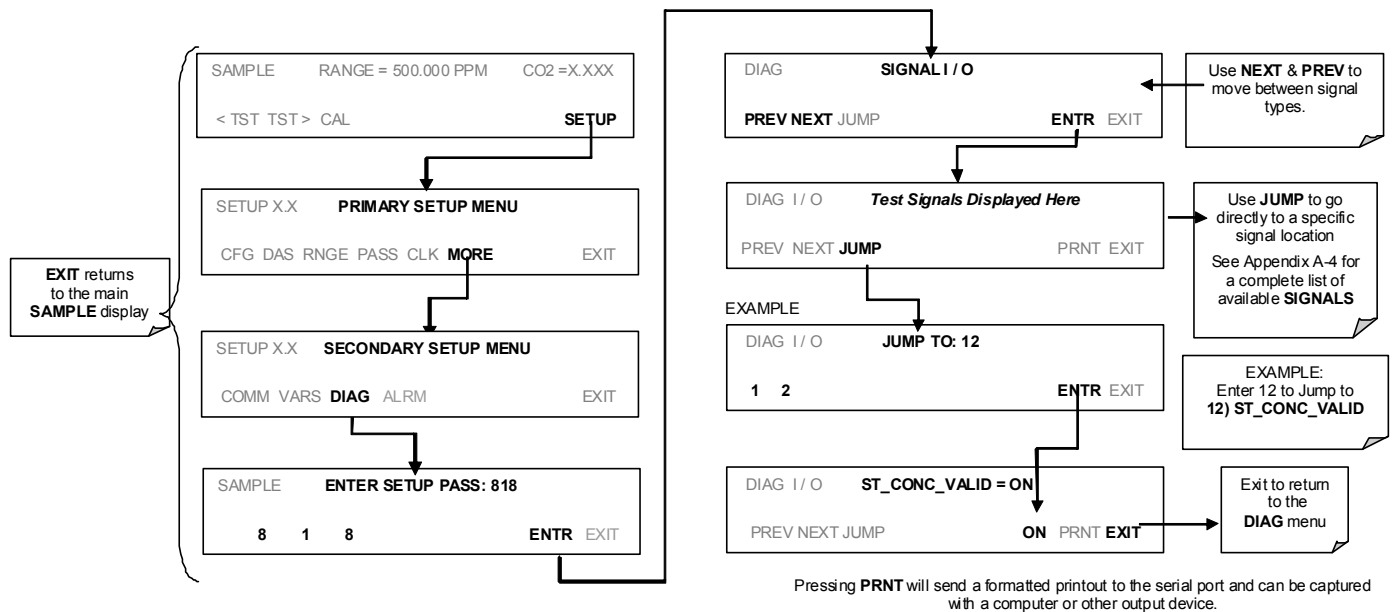 SAMPLE RANGE = 500.000 PPM CO2 =X.XXX
< TST TST > CAL SETUP
SETUP X.X PRIMARY SETUP MENU
CFG DAS RNGE PASS CLK MORE EXIT
EXIT returns
to the main
SAMPLE display
SETUP X.X SECONDARY SETUP MENU
COMM VARS DIAG ALRM EXIT
SAMPLE ENTER SETUP PASS: 818
8 1 8 ENTR EXIT
DIAG SIGNAL I / O
PREV NEXT JUMP ENTR EXIT
Use NEXT & PREV to
move between signal
types.
DIAG I / O Test Signals Displayed Here
PREV NEXT JUMP PRNT EXIT
Use JUMP to go
directly to a specific
signal location
See Appendix A-4 for
a complete list of
available SIGNALS
EXAMPLE
DIAG I / O JUMP TO: 12
1 2 ENTR EXIT
EXAMPLE:
Enter 12 to Jump to
12) ST_CONC_VALID
DIAG I / O ST_CONC_VALID = ON
PREV NEXT JUMP ON PRNT EXIT
Exit to return
to the
DIAG menu
Pressing PRNT will send a formatted printout to the serial port and can be captured
with a computer or other output device.